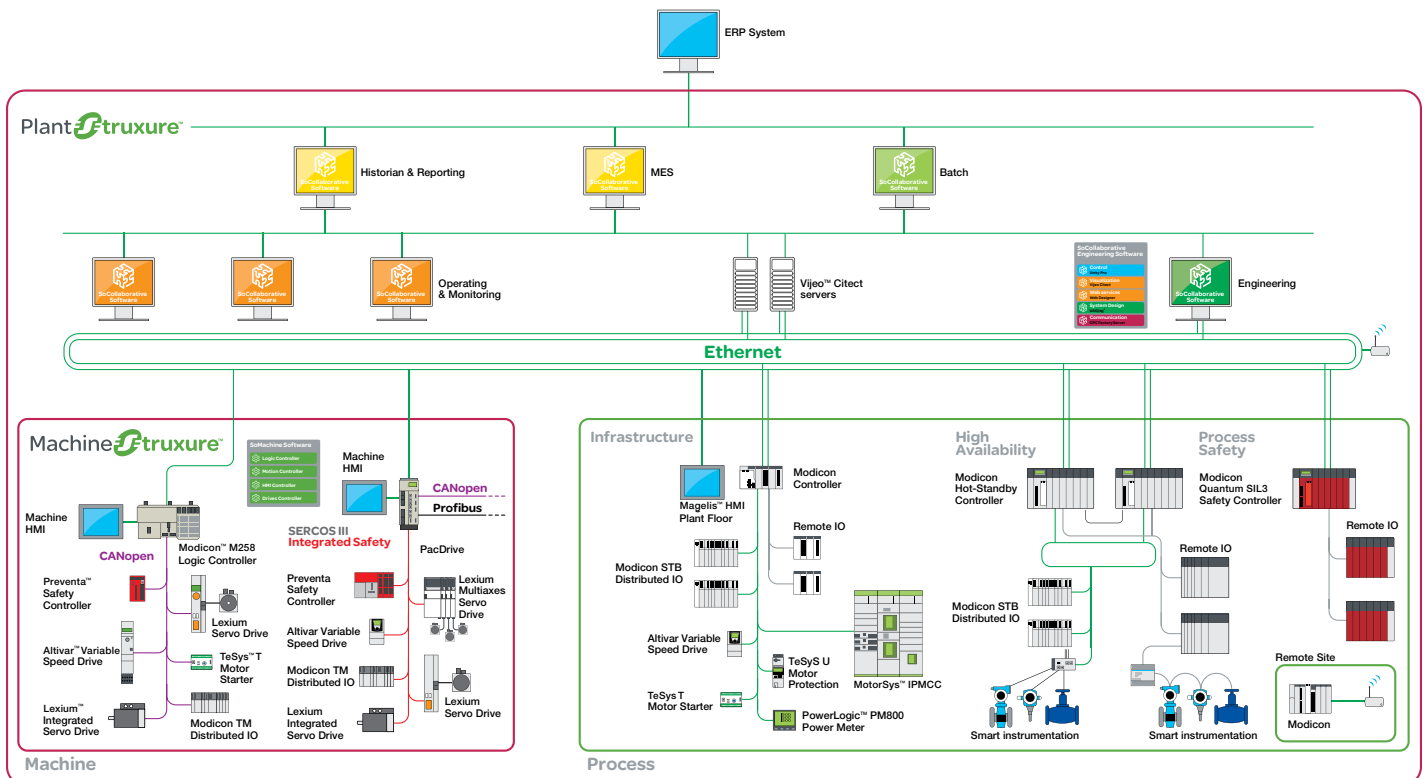 ERP System
PlantStruxure™
SoCollaborative
Software
Historian & Reporting
SoCollaborative
Software
MES
SoCollaborative
Software
Batch
SoCollaborative
Software
SoCollaborative
Software
SoCollaborative
Software
Operating
& Monitoring
Vijeo™ Citect
servers
SoCollaborative
Engineering Software
Control
Unity Pro
Vijeo Citect
Web services
Web Designer
System Design
Communication
SoCollaborative
Software
Engineering
Ethernet
MachineStruxure™
SoMachine Software
Logic Controller
Motion Controller
HMI Controller
Drives Controller
Machine
HMI
CANopen
Profibus
Machine
HMI
Modicon™ M258
Logic Controller
CANopen
SERCOS III
Integrated Safety
PacDrive
Preventa™
Safety
Controller
Lexium
Servo Drive
Altivar™ Variable
Speed Drive
TeSys™ T
Motor
Starter
Lexium™
Integrated
Servo Drive
Modicon TM
Distributed IO
Preventa
Safety
Controller
Lexium
Multiaxes
Servo
Drive
Altivar Variable
Speed Drive
Modicon TM
Distributed IO
Lexium
Servo Drive
Lexium
Integrated
Servo Drive
Machine
Infrastructure
Magelis™ HMI
Plant Floor
Modicon
Controller
Remote IO
Modicon STB
Distributed IO
Altivar Variable
Speed Drive
TeSyS U
Motor
Protection
MotorSys™ IPMCC
TeSys T
Motor Starter
PowerLogic™ PM800
Power Meter
High
Availability
Modicon
Hot-Standby
Controller
Remote IO
Modicon STB
Distributed IO
Smart instrumentation
Smart instrumentation
Process
Safety
Modicon
Quantum SIL3
Safety Controller
Remote IO
Remote Site
Modicon
Process